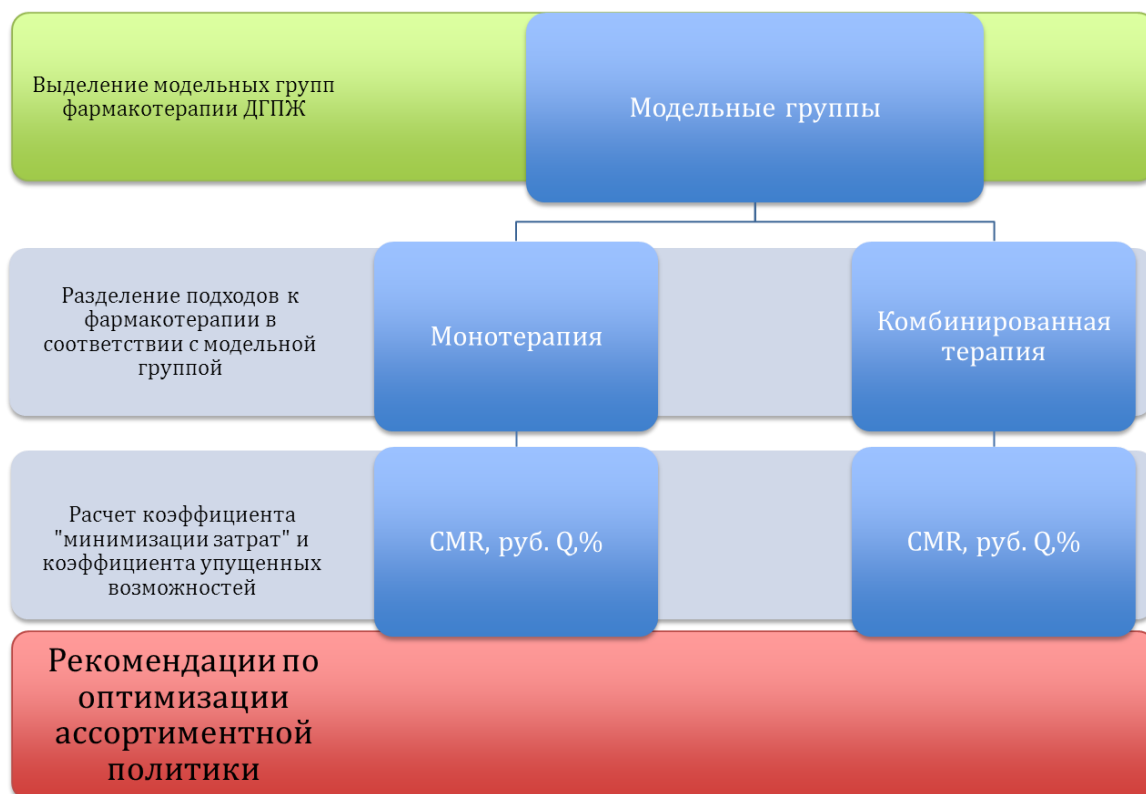 Выделение модельных групп
фармакотерапии ДГПЖ
Модельные группы
Разделение подходов к
фармакотерапии в
соответствии с модельной
группой
Монотерапия
Комбинированная
терапия
Расчет коэффициента
"минимизации затрат" и
коэффициента упущенных
возможностей
CMR, руб. Q,%
CMR, руб. Q,%
Рекомендации по
оптимизации
ассортиментной
политики